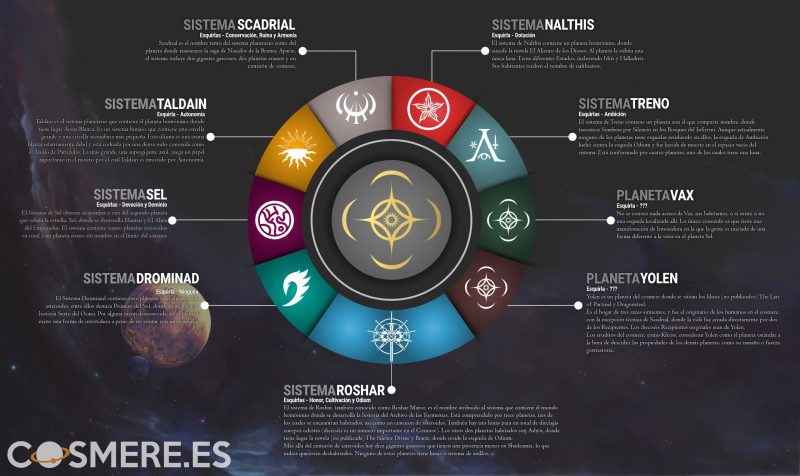 SISTEMA SCADRIAL
Esquirlas - Conservación, Ruina y Armonía
Scadrial es el nombre tanto del sistema planetario como del
planeta donde transcurre la saga de Nacidos de la Bruma. Aparte,
el sistema incluye dos gigantes gaseosos, dos planetas enanos y un
cinturón de cometas.
SISTEMA NALTHIS
Esquirlas - Dotación
El sistema de Nalthis contiene un planeta homónimo, donde
sucede la novela El Aliento de los Dioses. Al planeta le orbita una
única luna. Tiene diferentes Estados, incluyendo Idris y Halladren.
Sus habitantes reciben el nombre de nalthianos.
SISTEMA TALDAIN
Esquirla - Autonomía
Taldain es el sistema planetario que contiene el planeta homónimo donde
tiene lugar Arena Blanca. Es un sistema binario que contiene una estrella
grande y una estrella secundaria más pequeña. Esta última es una enana
blanca relativamente débil y está rodeada por una densa nube conocida como
el Anillo de Partículas. La más grande, una supergigante azul, juega un papel
importante en el motivo por el cual Taldain es investido por Autonomía.
SISTEMA TRENO
Esquirlas - Ambición
El sistema de Treno contiene un planeta con el que comparte nombre, donde
acontece Sombras por Silencio en los Bosques del Infierno. Aunque actualmente
ninguno de los planetas tiene esquirlas residiendo en ellos, la esquirla de Ambición
luchó contra la esquirla Odium y fue herida de muerte en el espacio vacío del
sistema. Está conformado por cuatro planetas, uno de los cuales tiene una luna.
SISTEMA SEL
Esquirlas - Devoción y Dominio
El Sistema de Sel obtiene su nombre a raíz del segundo planeta
que orbita la estrella, Sel, donde se desarrolla Elantris y El Alma
del Emperador. El sistema contiene cuatro planetas conocidos
en total y un planeta enano sin nombre en el límite del sistema.
PLANETA VAX
Esquirla - ???
No se conoce nada acerca de Vax, sus habitantes, o si existe o no
una esquirla localizada allí. Lo único conocido es que tiene una
manifestación de Investidura en la que la gente es iniciada de una
forma diferente a la vista en el planeta Sel.
SISTEMA DROMINAD
Esquirla - Ninguna
El Sistema Drominad contiene siete planetas y un cinturón de
asteroides, entre ellos destaca Primero del Sol, donde tiene lugar la
historia Sexto del Ocaso. Por alguna razón desconocida, en el planeta
existe una forma de investidura a pesar de no contar con una esquirla.
PLANETA YOLEN
Esquirla - ???
Yolen es un planeta del cosmere donde se sitúan los libros [no publicados] The Liar
of Partinel y Dragonsteel.
Es el hogar de tres razas sintientes, y fue el originario de los humanos en el cosmere,
con la excepción técnica de Scadrial, donde la vida fue creada directamente por dos
de los Recipientes. Los dieciséis Recipientes originales eran de Yolen.
Los eruditos del cosmere, como Khriss, consideran Yolen como el planeta estándar a
la hora de describir las propiedades de los demás planetas, como su tamaño o fuerza
gravitatoria.
SISTEMA ROSHAR
Esquirlas - Honor, Cultivación y Odium
El sistema de Roshar, también conocido como Roshar Mayor, es el nombre atribuido al sistema que contiene el mundo
homónimo donde se desarrolla la historia del Archivo de las Tormentas. Está comprendido por trece planetas, tres de
los cuales se encuentran habitados, así como un cinturón de asteroides. También hay tres lunas para un total de dieciséis
cuerpos celestes [dieciséis es un número importante en el Cosmere]. Los otros dos planetas habitados son Ashyn, donde
tiene lugar la novela [no publicada] The Silence Divine y Braize, donde reside la esquirla de Odium.
Más allá del cinturón de asteroides hay diez gigantes gaseosos que tienen una presencia menor en Shadesmar, lo que
indica que están deshabitados. Ninguno de estos planetas tiene lunas o sistema de anillos.
COSMERE.ES